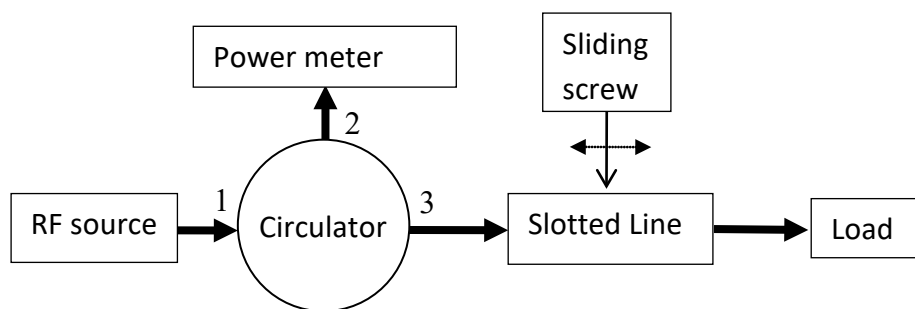 Power meter
Sliding
screw
2
RF source
1
Circulator
3
Slotted Line
Load